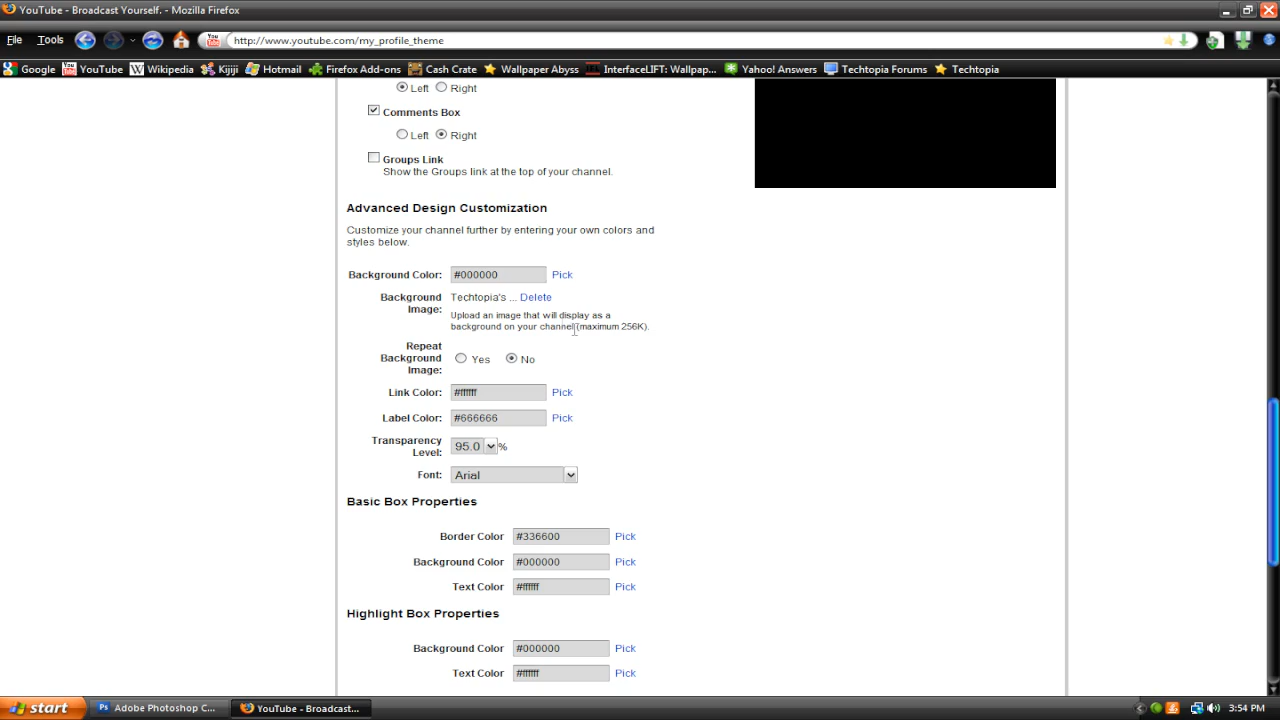 YouTube - Broadcast Yourself. - Mozilla Firefox
File Tools http://www.youtube.com/my_profile_theme
Google YouTube Wikipedia Kijiji Hotmail Firefox Add-ons Cash Crate Wallpaper Abyss InterfaceLIFT: Wallpap... Yahoo! Answers Techtopia Forums Techtopia
Left Right
Comments Box
Left Right
Groups Link
Show the Groups link at the top of your channel.
Advanced Design Customization
Customize your channel further by entering your own colors and
styles below.
Background Color: #000000 Pick
Background Image: Techtopia's ... Delete
Upload an image that will display as a
background on your channel (maximum 256K).
Repeat Background Image: Yes No
Link Color: #ffffff Pick
Label Color: #666666 Pick
Transparency Level: 95.0 %
Font: Arial
Basic Box Properties
Border Color #336600 Pick
Background Color #000000 Pick
Text Color #ffffff Pick
Highlight Box Properties
Background Color #000000 Pick
Text Color #ffffff Pick
start Adobe Photoshop C... YouTube - Broadcast... 3:54 PM